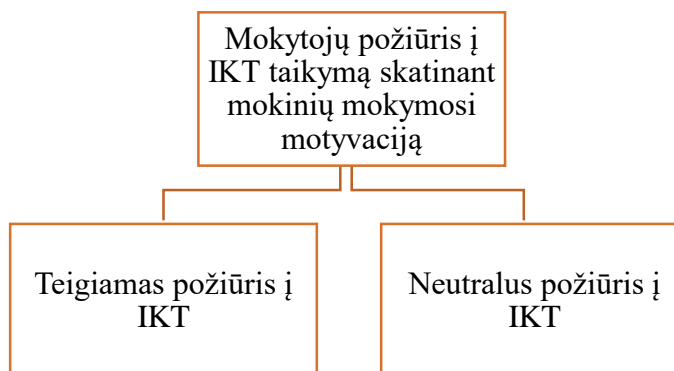 Mokytojų požiūris į
IKT taikymą skatinant
mokinių mokymosi
motyvaciją
Teigiamas požiūris į
IKT
Neutralus požiūris į
IKT